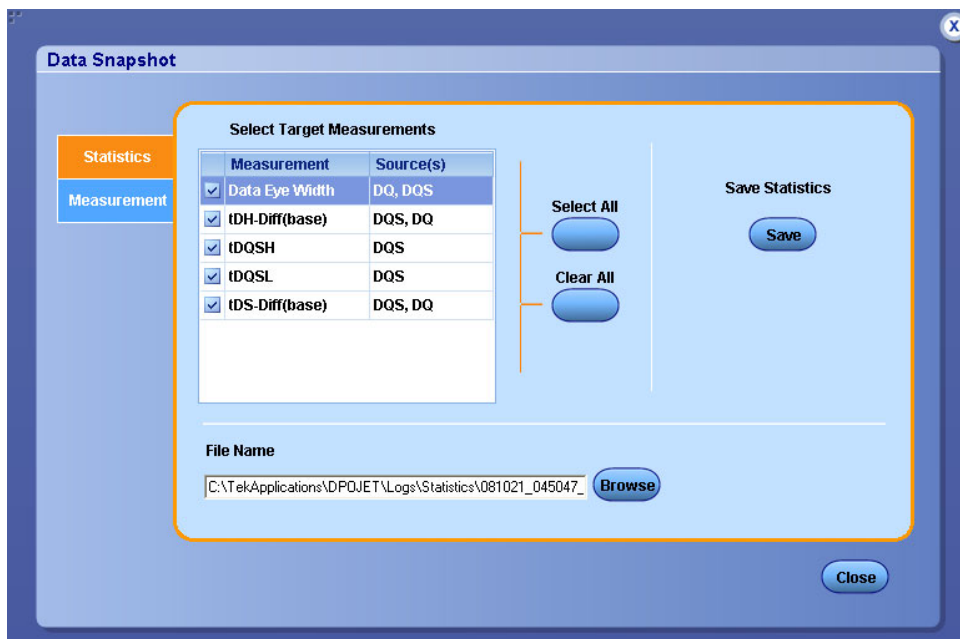 X
Data Snapshot
Statistics
Measurement
Select Target Measurements
Measurement Source(s)
Data Eye Width DQ, DQS
tDH-Diff(base) DQS, DQ
tDQSH DQS
tDQSL DQS
tDS-Diff(base) DQS, DQ
Select All
Clear All
Save Statistics
Save
File Name
C:\TekApplications\DPOJET\Logs\Statistics\081021_045047_
Browse
Close